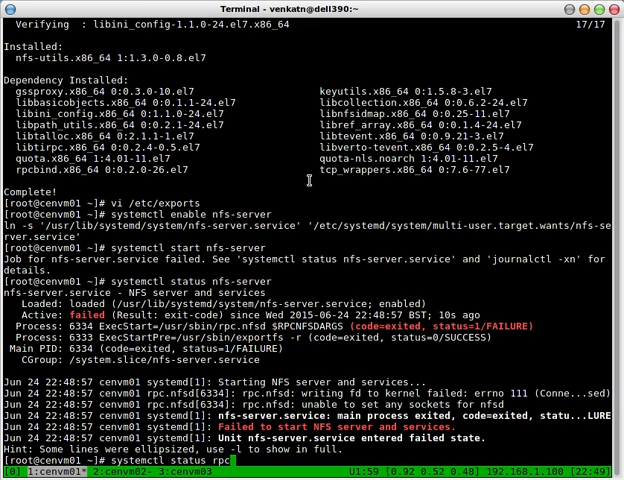 Terminal - venkatn@dell390:~
Verifying  : libini_config-1.1.0-24.el7.x86_64 17/17
Installed:
nfs-utils.x86_64 1:1.3.0-0.8.el7
Dependency Installed:
gssproxy.x86_64 0:0.3.0-10.el7 keyutils.x86_64 0:1.5.8-3.el7
libbasicobjects.x86_64 0:0.1.1-24.el7 libcollection.x86_64 0:0.6.2-24.el7
libini_config.x86_64 0:1.1.0-24.el7 libnfsidmap.x86_64 0:0.25-11.el7
libpath_utils.x86_64 0:0.2.1-24.el7 libref_array.x86_64 0:0.1.4-24.el7
libtalloc.x86_64 0:2.1.1-1.el7 libtevent.x86_64 0:0.9.21-3.el7
libtirpc.x86_64 0:0.2.4-0.5.el7 libverto-tevent.x86_64 0:0.2.5-4.el7
quota.x86_64 1:4.01-11.el7 quota-nls.noarch 1:4.01-11.el7
rpcbind.x86_64 0:0.2.0-26.el7 tcp_wrappers.x86_64 0:7.6-77.el7
Complete!
[root@cenvm01 ~]# vi /etc/exports
[root@cenvm01 ~]# systemctl enable nfs-server
ln -s '/usr/lib/systemd/system/nfs-server.service' '/etc/systemd/system/multi-user.target.wants/nfs-se
rver.service'
[root@cenvm01 ~]# systemctl start nfs-server
Job for nfs-server.service failed. See 'systemctl status nfs-server.service' and 'journalctl -xn' for
details.
[root@cenvm01 ~]# systemctl status nfs-server
nfs-server.service - NFS server and services
Loaded: loaded (/usr/lib/systemd/system/nfs-server.service; enabled)
Active: failed (Result: exit-code) since Wed 2015-06-24 22:48:57 BST; 10s ago
Process: 6334 ExecStart=/usr/sbin/rpc.nfsd $RPCNFSDARGS (code=exited, status=1/FAILURE)
Process: 6333 ExecStartPre=/usr/sbin/exportfs -r (code=exited, status=0/SUCCESS)
Main PID: 6334 (code=exited, status=1/FAILURE)
CGroup: /system.slice/nfs-server.service
Jun 24 22:48:57 cenvm01 systemd[1]: Starting NFS server and services...
Jun 24 22:48:57 cenvm01 rpc.nfsd[6334]: rpc.nfsd: writing fd to kernel failed: errno 111 (Conne...sed)
Jun 24 22:48:57 cenvm01 rpc.nfsd[6334]: rpc.nfsd: unable to set any sockets for nfsd
Jun 24 22:48:57 cenvm01 systemd[1]: nfs-server.service: main process exited, code=exited, statu...LURE
Jun 24 22:48:57 cenvm01 systemd[1]: Failed to start NFS server and services.
Jun 24 22:48:57 cenvm01 systemd[1]: Unit nfs-server.service entered failed state.
Hint: Some lines were ellipsized, use -l to show in full.
[root@cenvm01 ~]# systemctl status rpc
[0] 1:cenvm01* 2:cenvm02- 3:cenvm03 U1:59 [0.92 0.52 0.48] 192.168.1.100 [22:49]